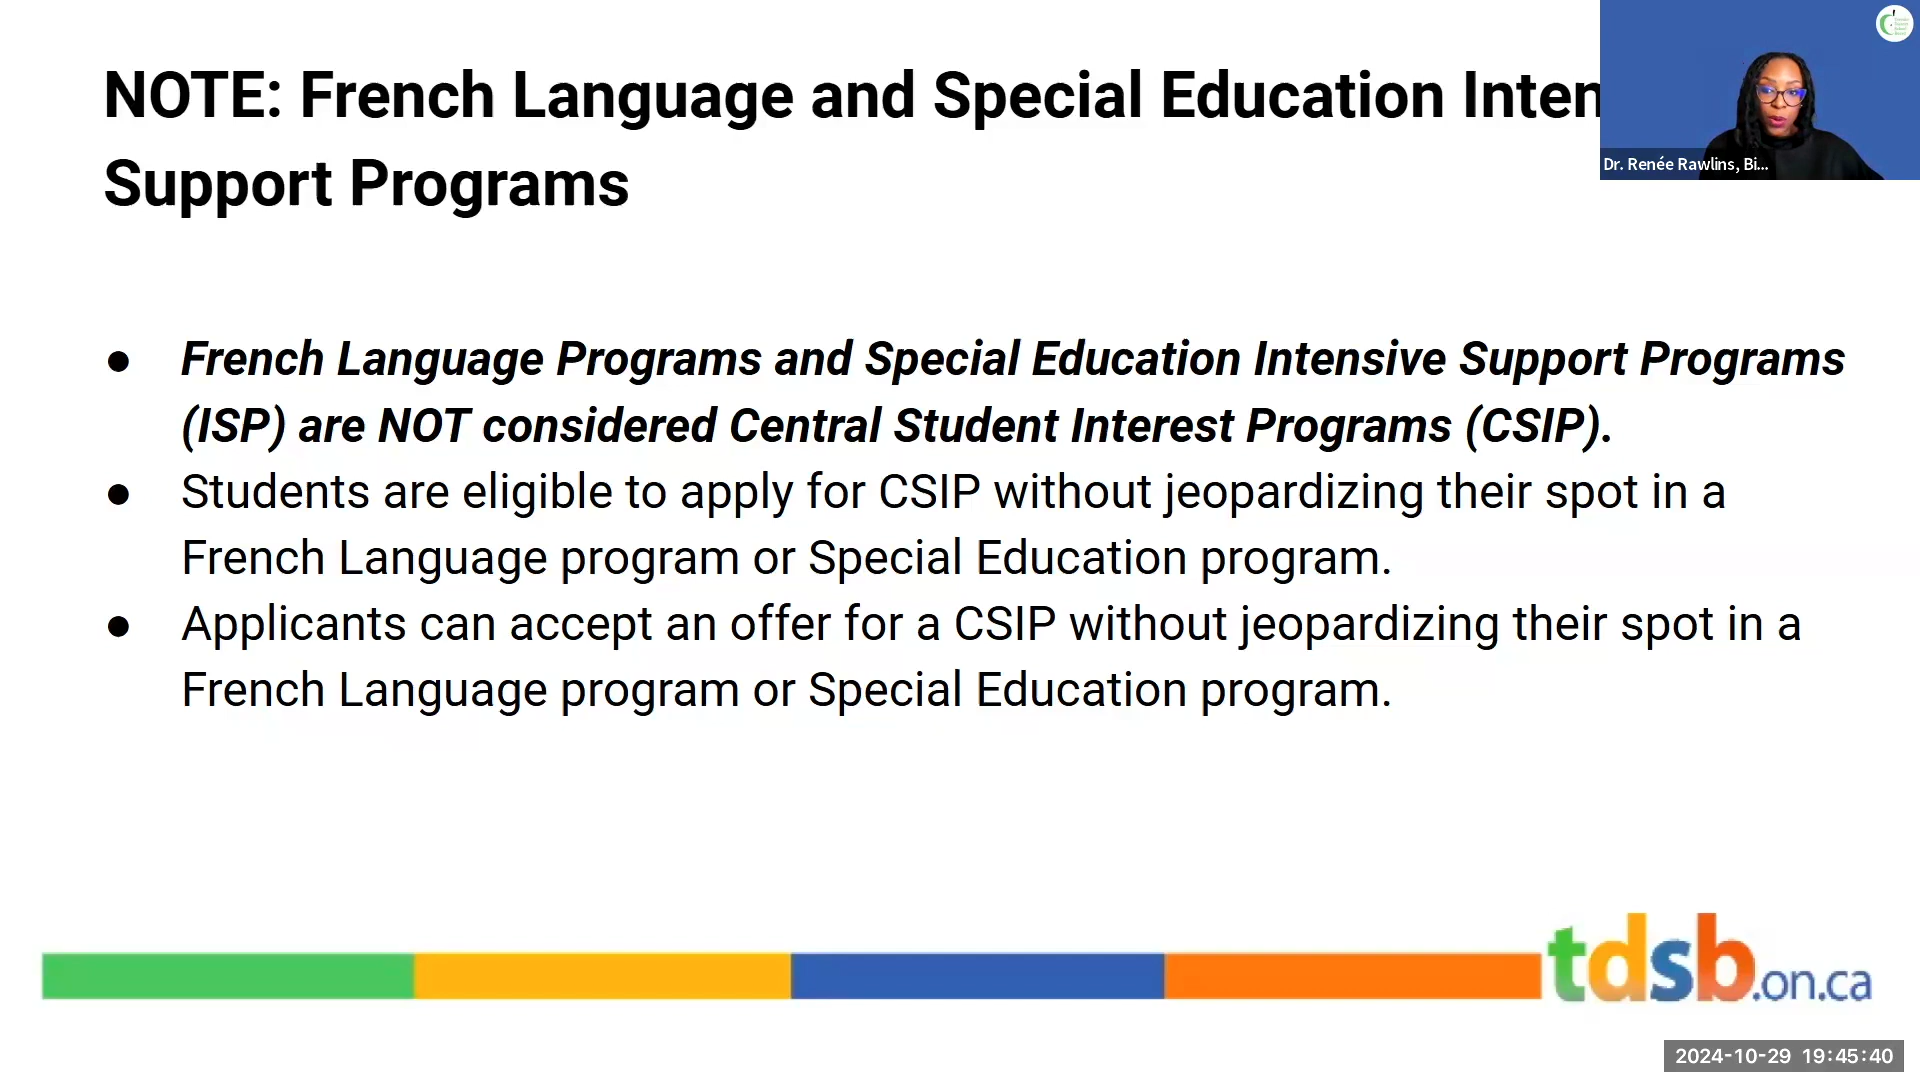 NOTE: French Language and Special Education Inten
Support Programs
Dr. Renée Rawlins, Bi...
● French Language Programs and Special Education Intensive Support Programs
(ISP) are NOT considered Central Student Interest Programs (CSIP).
● Students are eligible to apply for CSIP without jeopardizing their spot in a
French Language program or Special Education program.
● Applicants can accept an offer for a CSIP without jeopardizing their spot in a
French Language program or Special Education program.
tdsb.on.ca
2024-10-29 19:45:40